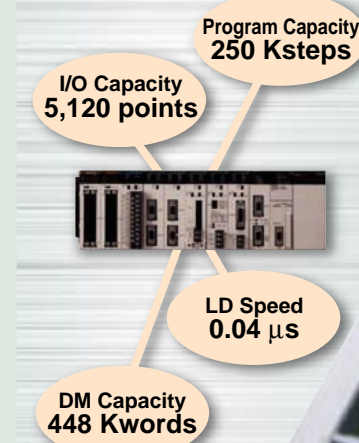 Program Capacity
250 Ksteps
I/O Capacity
5,120 points
LD Speed
0.04 μs
DM Capacity
448 Kwords